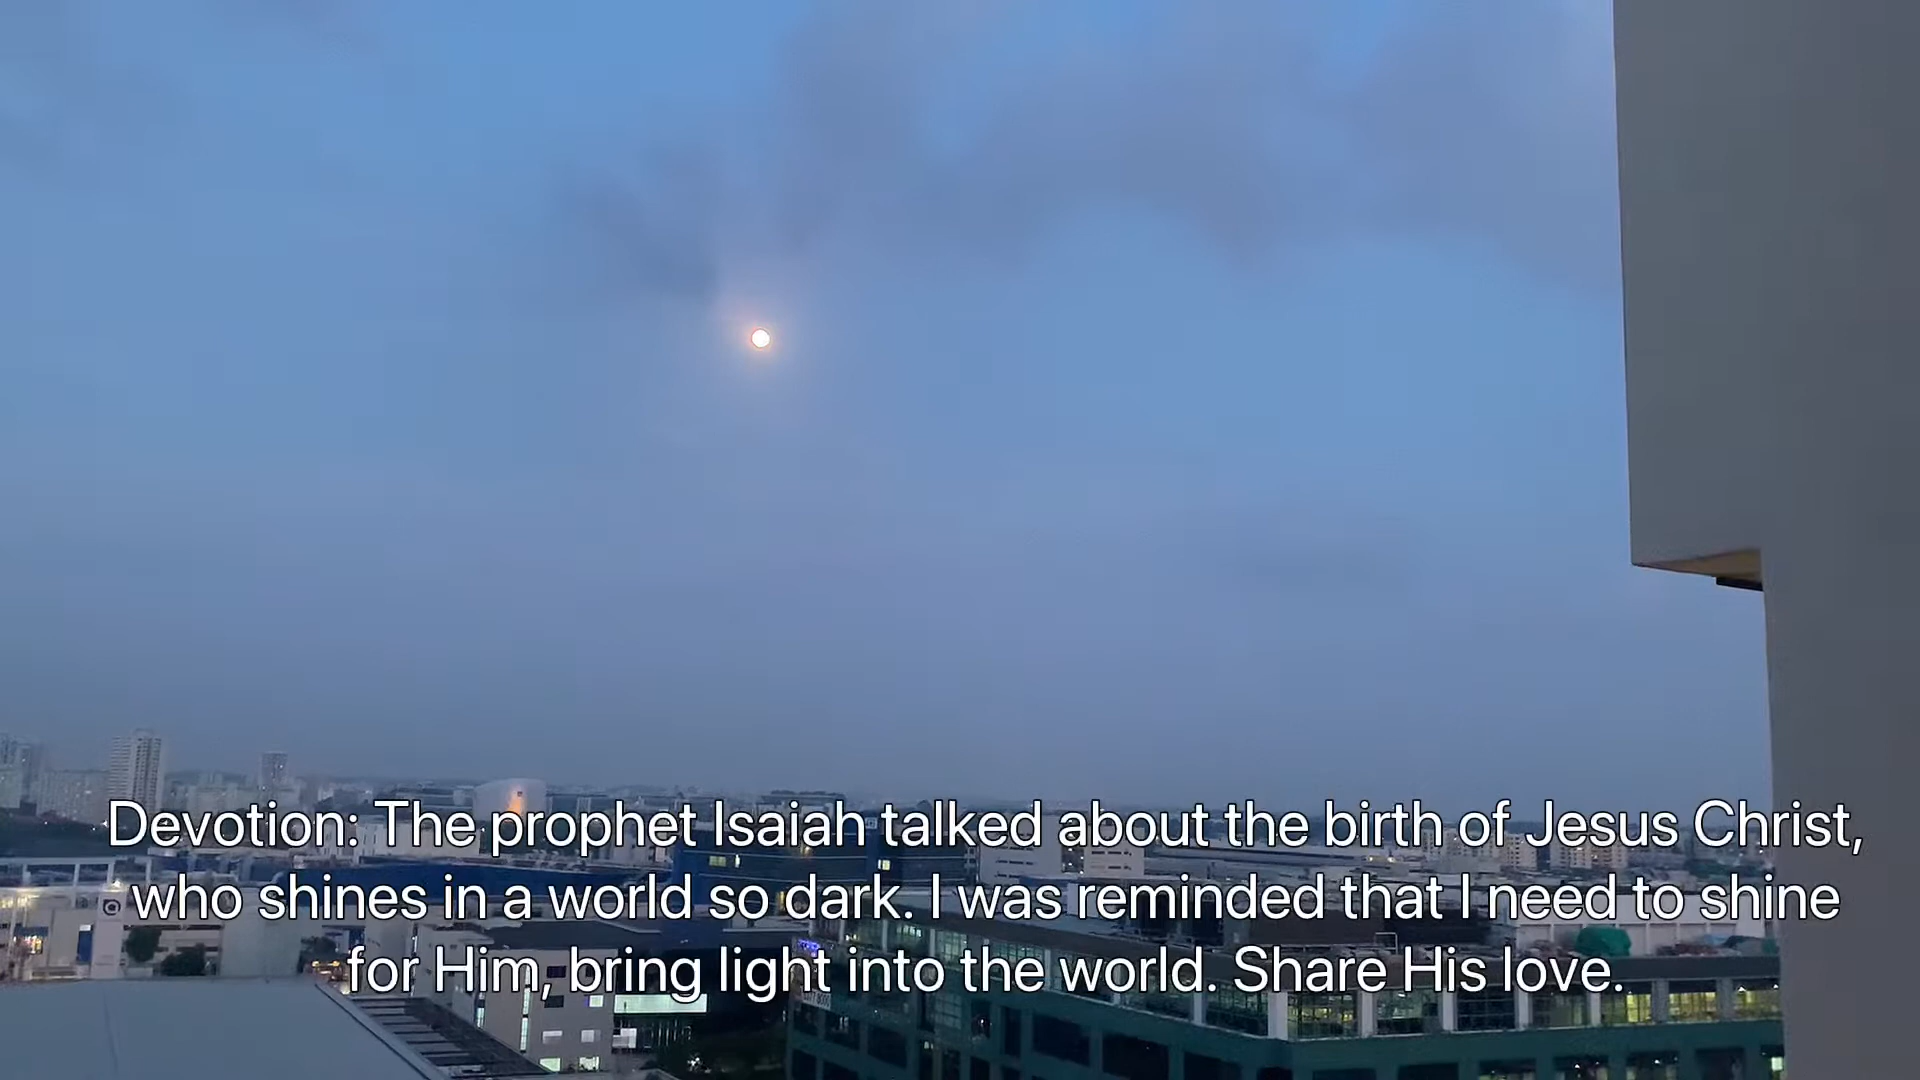 Devotion: The prophet Isaiah talked about the birth of Jesus Christ,
who shines in a world so dark. I was reminded that I need to shine
for Him, bring light into the world. Share His love.